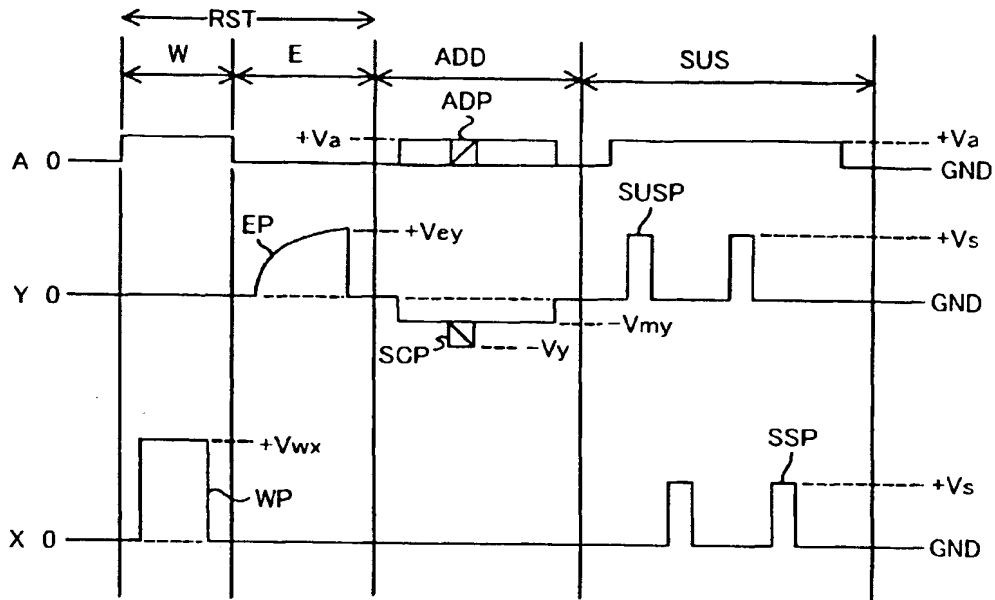 RST
W E ADD SUS
ADP
+Va +Va
A 0 GND
SUSP
EP +Vey +Vs
Y 0 GND
-Vmy
SCP -Vy
+Vwx SSP
WP +Vs
X 0 GND